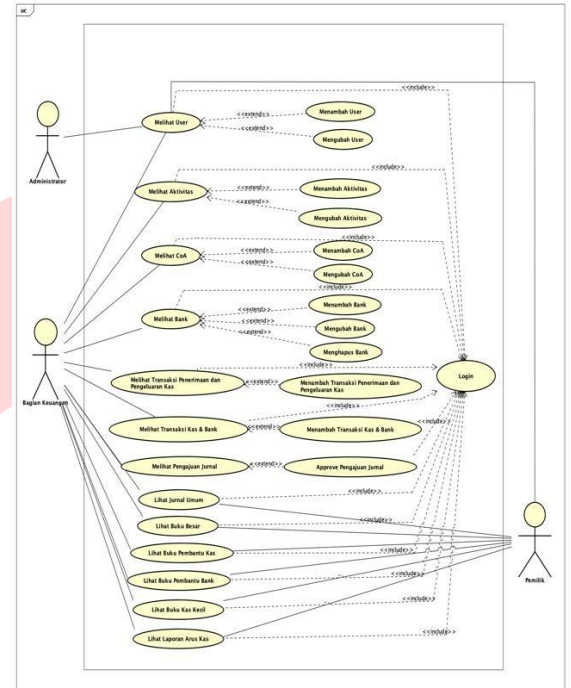 uc
<<include>>
Melihat User
<<extend>>
Menambah User
<<extend>>
Mengubah User
Administrator
<<include>>
Melihat Aktivitas
<<extend>>
Menambah Aktivitas
<<extend>>
Mengubah Aktivitas
<<include>>
Melihat CoA
<<extend>>
Menambah CoA
<<extend>>
Mengubah CoA
<<include>>
Melihat Bank
<<extend>>
Menambah Bank
<<extend>>
Mengubah Bank
<<extend>>
Menghapus Bank
Bagian Keuangan
<<include>>
Login
Melihat Transaksi Penerimaan dan
Pengeluaran Kas
<<extend>>
Menambah Transaksi Penerimaan dan
Pengeluaran Kas
<<include>>
Melihat Transaksi Kas & Bank
<<extend>>
Menambah Transaksi Kas & Bank
<<include>>
Melihat Pengajuan Jurnal
<<extend>>
Approve Pengajuan Jurnal
Lihat Jurnal Umum
<<include>>
Lihat Buku Besar
<<include>>
Lihat Buku Pembantu Kas
<<include>>
Lihat Buku Pembantu Bank
<<include>>
Pemilik
Lihat Buku Kas Kecil
<<include>>
Lihat Laporan Arus Kas
<<include>>